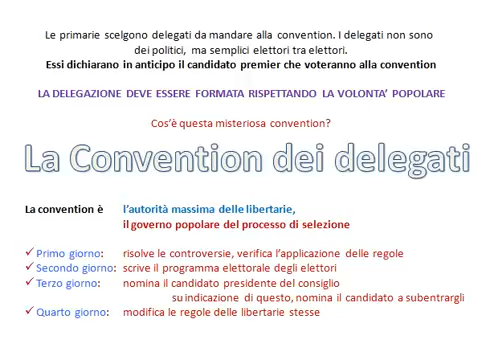 Le primarie scelgono delegati da mandare alla convention. I delegati non sono
dei politici, ma semplici elettori tra elettori.
Essi dichiarano in anticipo il candidato premier che voteranno alla convention
LA DELEGAZIONE DEVE ESSERE FORMATA RISPETTANDO LA VOLONTA' POPOLARE
Cos'è questa misteriosa convention?
La Convention dei delegati
La convention è l'autorità massima delle libertarie,
il governo popolare del processo di selezione
✓ Primo giorno: risolve le controversie, verifica l'applicazione delle regole
✓ Secondo giorno: scrive il programma elettorale degli elettori
✓ Terzo giorno: nomina il candidato presidente del consiglio
su indicazione di questo, nomina il candidato a subentrargli
✓ Quarto giorno: modifica le regole delle libertarie stesse